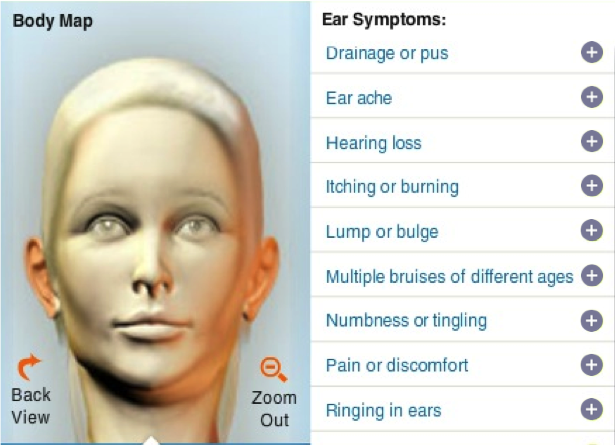 Body Map
Back
View
Zoom
Out
Ear Symptoms:
Drainage or pus
Ear ache
Hearing loss
Itching or burning
Lump or bulge
Multiple bruises of different ages
Numbness or tingling
Pain or discomfort
Ringing in ears